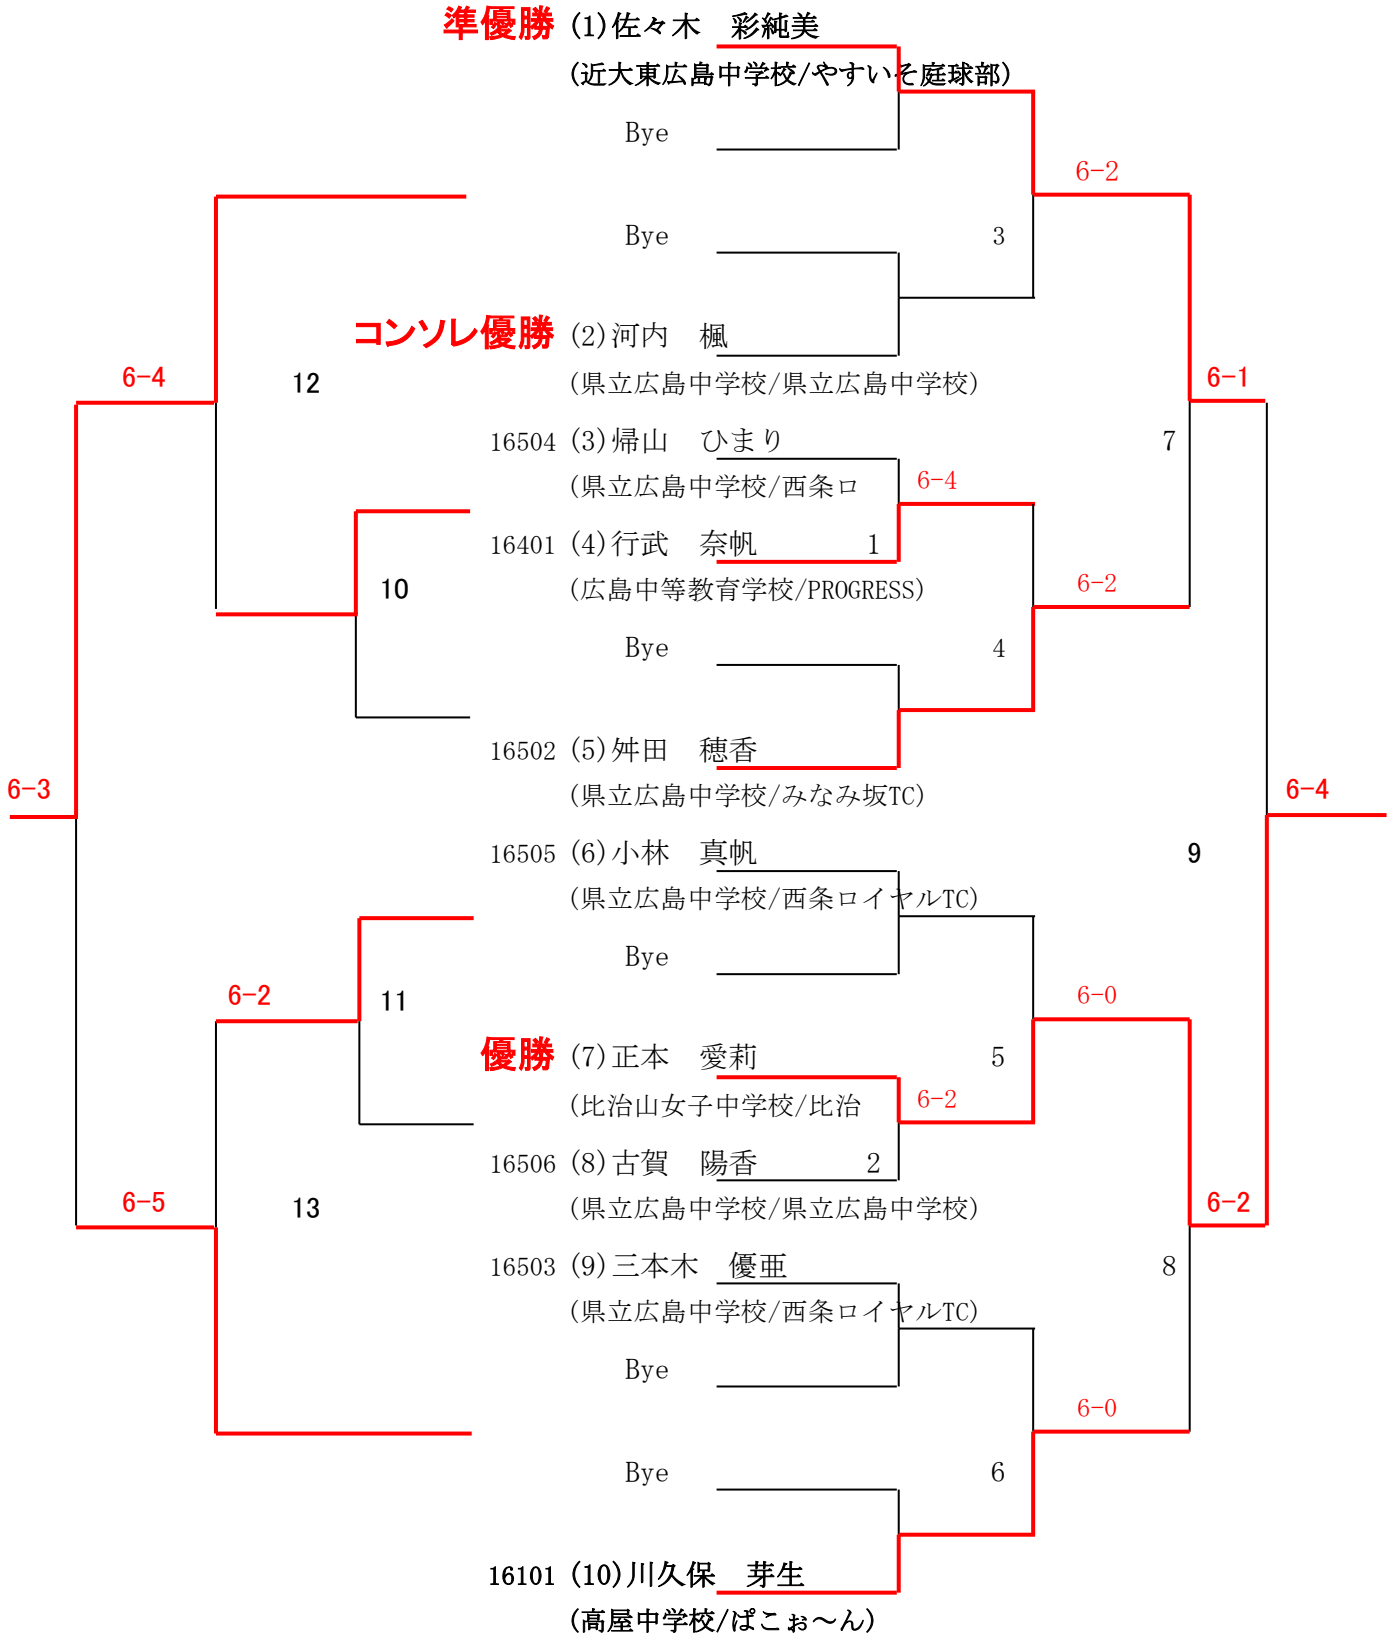 準優勝 (1)佐々木　彩純美
(近大東広島中学校/やすいそ庭球部)
Bye
6-2
Bye
3
コンソレ優勝 (2)河内　楓
6-4
12
(県立広島中学校/県立広島中学校)
6-1
16504 (3)帰山　ひまり
7
(県立広島中学校/西条ロ
6-4
16401 (4)行武　奈帆
1
10
(広島中等教育学校/PROGRESS)
6-2
Bye
4
16502 (5)舛田　穂香
6-3
(県立広島中学校/みなみ坂TC)
6-4
16505 (6)小林　真帆
9
(県立広島中学校/西条ロイヤルTC)
Bye
6-2
11
6-0
優勝 (7)正本　愛莉
5
(比治山女子中学校/比治
6-2
16506 (8)古賀　陽香
2
6-5
13
(県立広島中学校/県立広島中学校)
6-2
16503 (9)三本木　優亜
8
(県立広島中学校/西条ロイヤルTC)
Bye
6-0
Bye
6
16101 (10)川久保　芽生
(高屋中学校/ぱこぉ～ん)